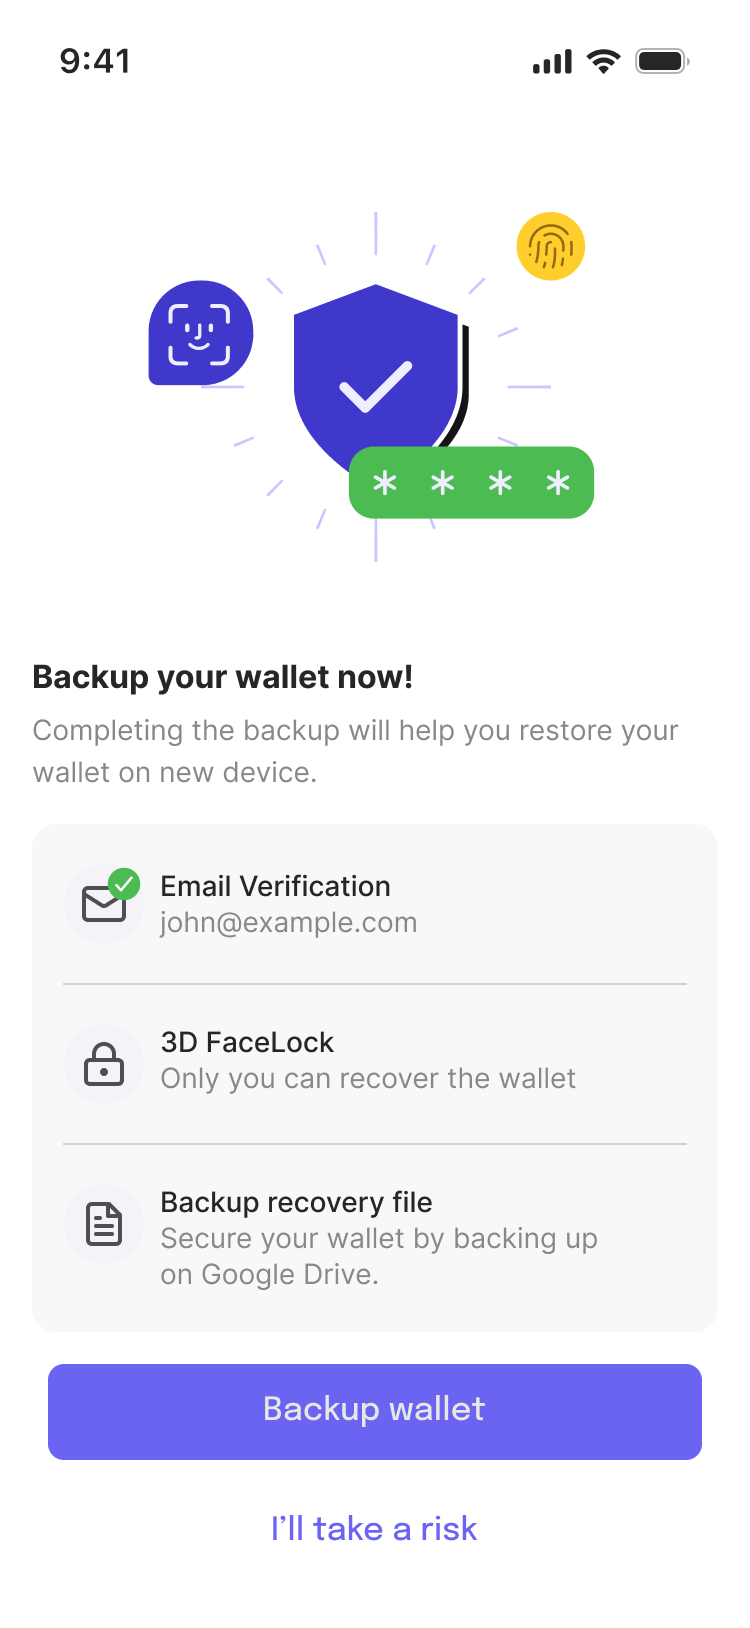 9:41
* * * *
Backup your wallet now!
Completing the backup will help you restore your
wallet on new device.
Email Verification
john@example.com
3D FaceLock
Only you can recover the wallet
Backup recovery file
Secure your wallet by backing up
on Google Drive.
Backup wallet
I’ll take a risk